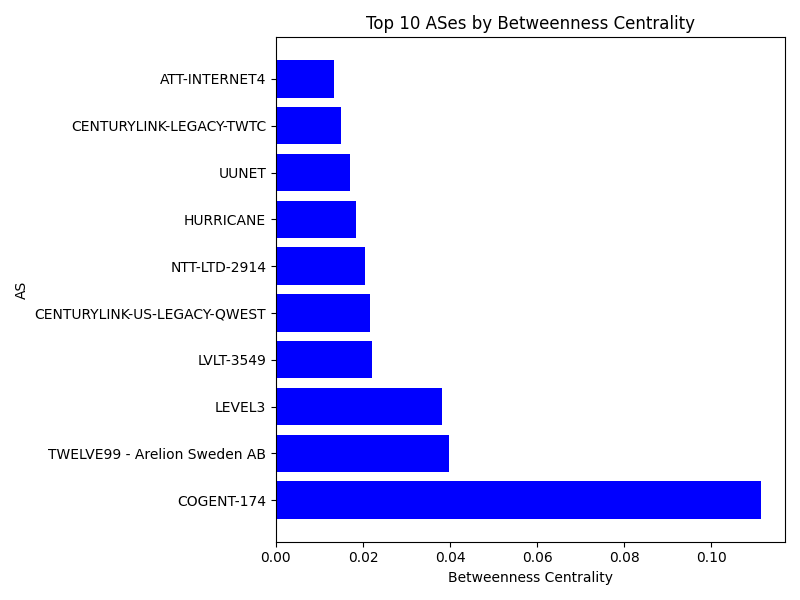 Top 10 ASes by Betweenness Centrality
ATT-INTERNET4
CENTURYLINK-LEGACY-TWTC
UUNET
HURRICANE
NTT-LTD-2914
CENTURYLINK-US-LEGACY-QWEST
LVLT-3549
LEVEL3
TWELVE99 - Arelion Sweden AB
COGENT-174
AS
0.00 0.02 0.04 0.06 0.08 0.10
Betweenness Centrality